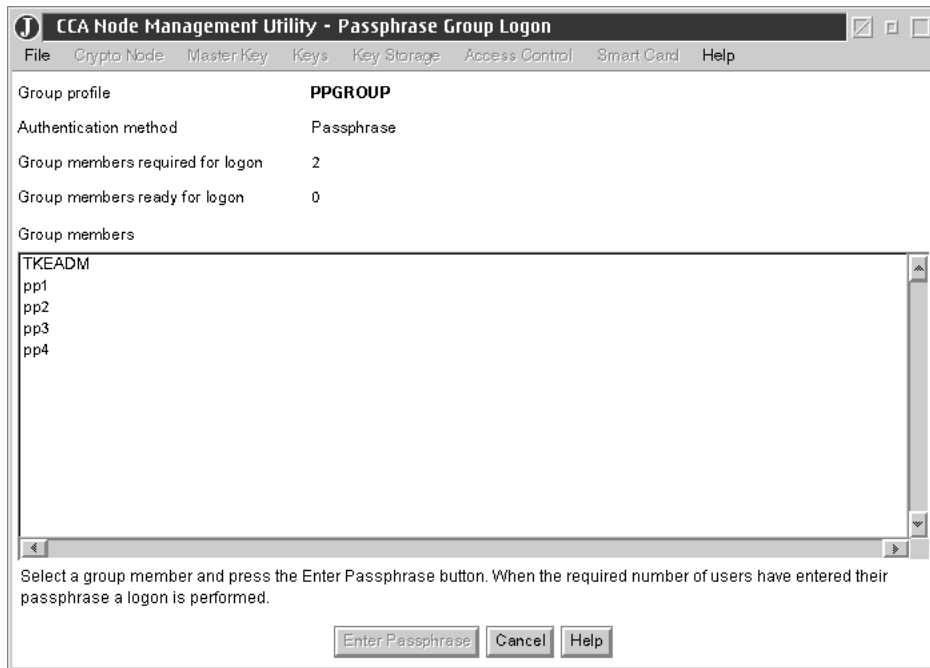 J CCA Node Management Utility - Passphrase Group Logon
File Crypto Node Master Key Keys Key Storage Access Control Smart Card Help
Group profile PPGROUP
Authentication method Passphrase
Group members required for logon 2
Group members ready for logon 0
Group members
TKEADM
pp1
pp2
pp3
pp4
Select a group member and press the Enter Passphrase button. When the required number of users have entered their
passphrase a logon is performed.
Enter Passphrase Cancel Help